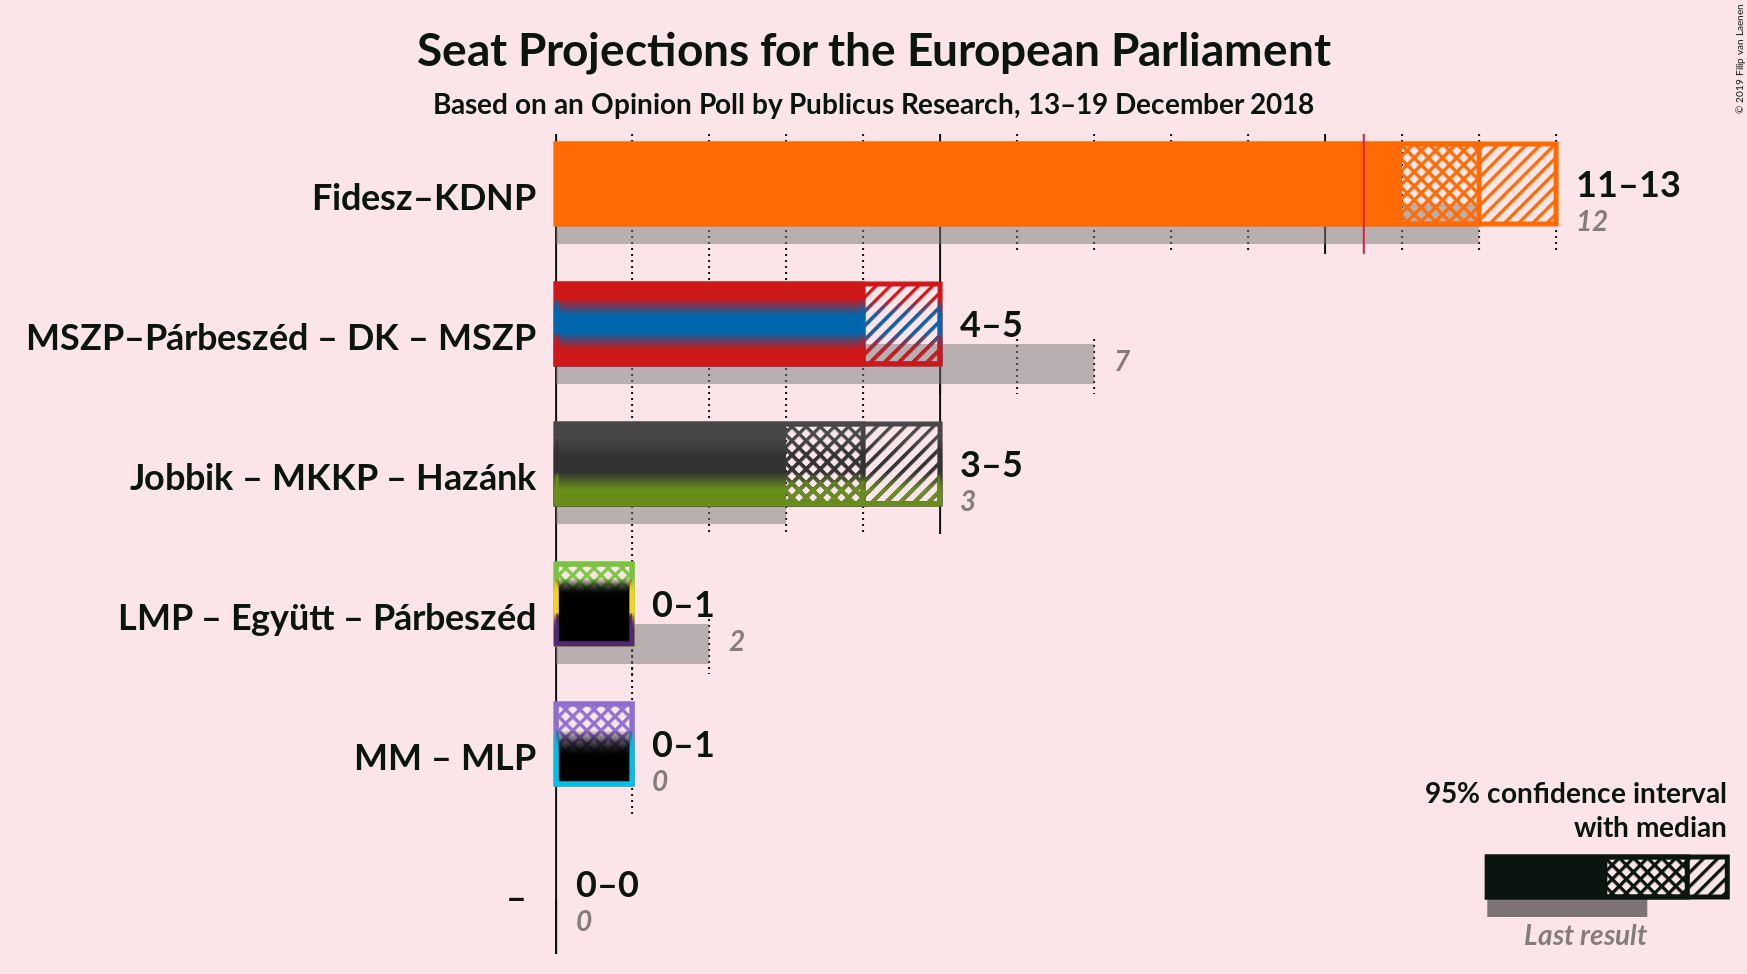 Seat Projections for the European Parliament
Based on an Opinion Poll by Publicus Research, 13–19 December 2018
© 2019 Filip van Laenen
Fidesz–KDNP
11–13
12
MSZP–Párbeszéd – DK – MSZP
4–5
7
Jobbik – MKKP – Hazánk
3–5
3
LMP – Együtt – Párbeszéd
0–1
2
MM – MLP
0–1
0
–
0–0
0
95% confidence interval
with median
Last result